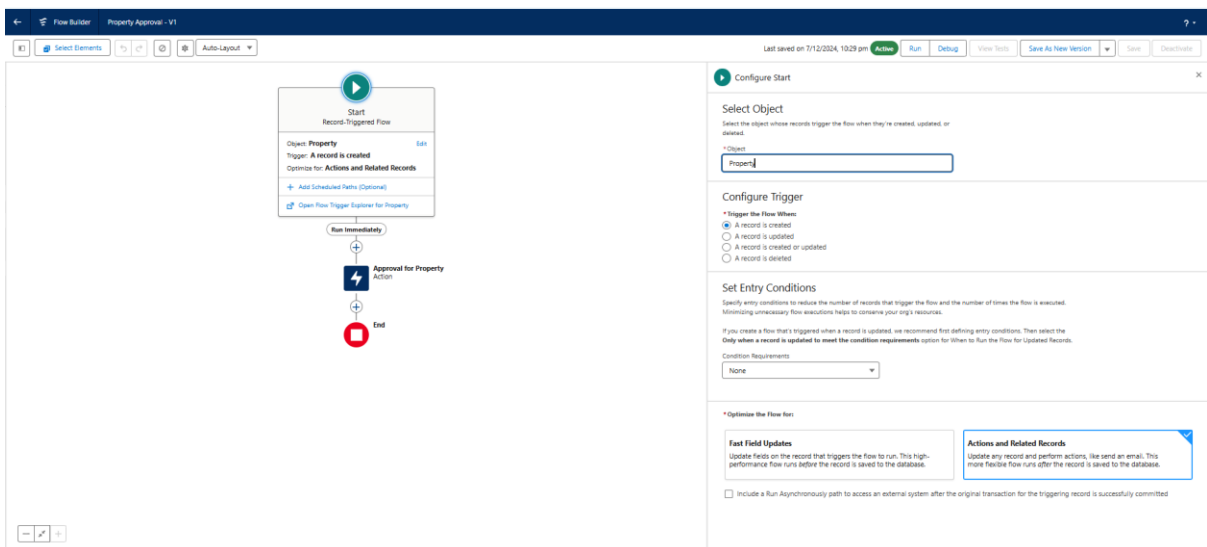 Flow Builder Property Approval - V1 ?
Select Elements Auto-Layout Last saved on 7/12/2024, 10:29 pm Active Run Debug View Tests Save As New Version Save Deactivate
Start
Record-Triggered Flow
Object: Property Edit
Trigger: A record is created
Optimize for: Actions and Related Records
+ Add Scheduled Paths (Optional)
Open Flow Trigger Explorer for Property
Run Immediately
Approval for Property
Action
End
Configure Start
Select Object
Select the object whose records trigger the flow when they're created, updated, or
deleted.
*Object
Property
Configure Trigger
*Trigger the Flow When:
A record is created
A record is updated
A record is created or updated
A record is deleted
Set Entry Conditions
Specify entry conditions to reduce the number of records that trigger the flow and the number of times the flow is executed.
Minimizing unnecessary flow executions helps to conserve your org's resources.
If you create a flow that's triggered when a record is updated, we recommend first defining entry conditions. Then select the
Only when a record is updated to meet the condition requirements option for When to Run the Flow for Updated Records.
Condition Requirements
None
*Optimize the Flow for:
Fast Field Updates
Update fields on the record that triggers the flow to run. This high-
performance flow runs before the record is saved to the database.
Actions and Related Records
Update any record and perform actions, like send an email. This
more flexible flow runs after the record is saved to the database.
Include a Run Asynchronously path to access an external system after the original transaction for the triggering record is successfully committed